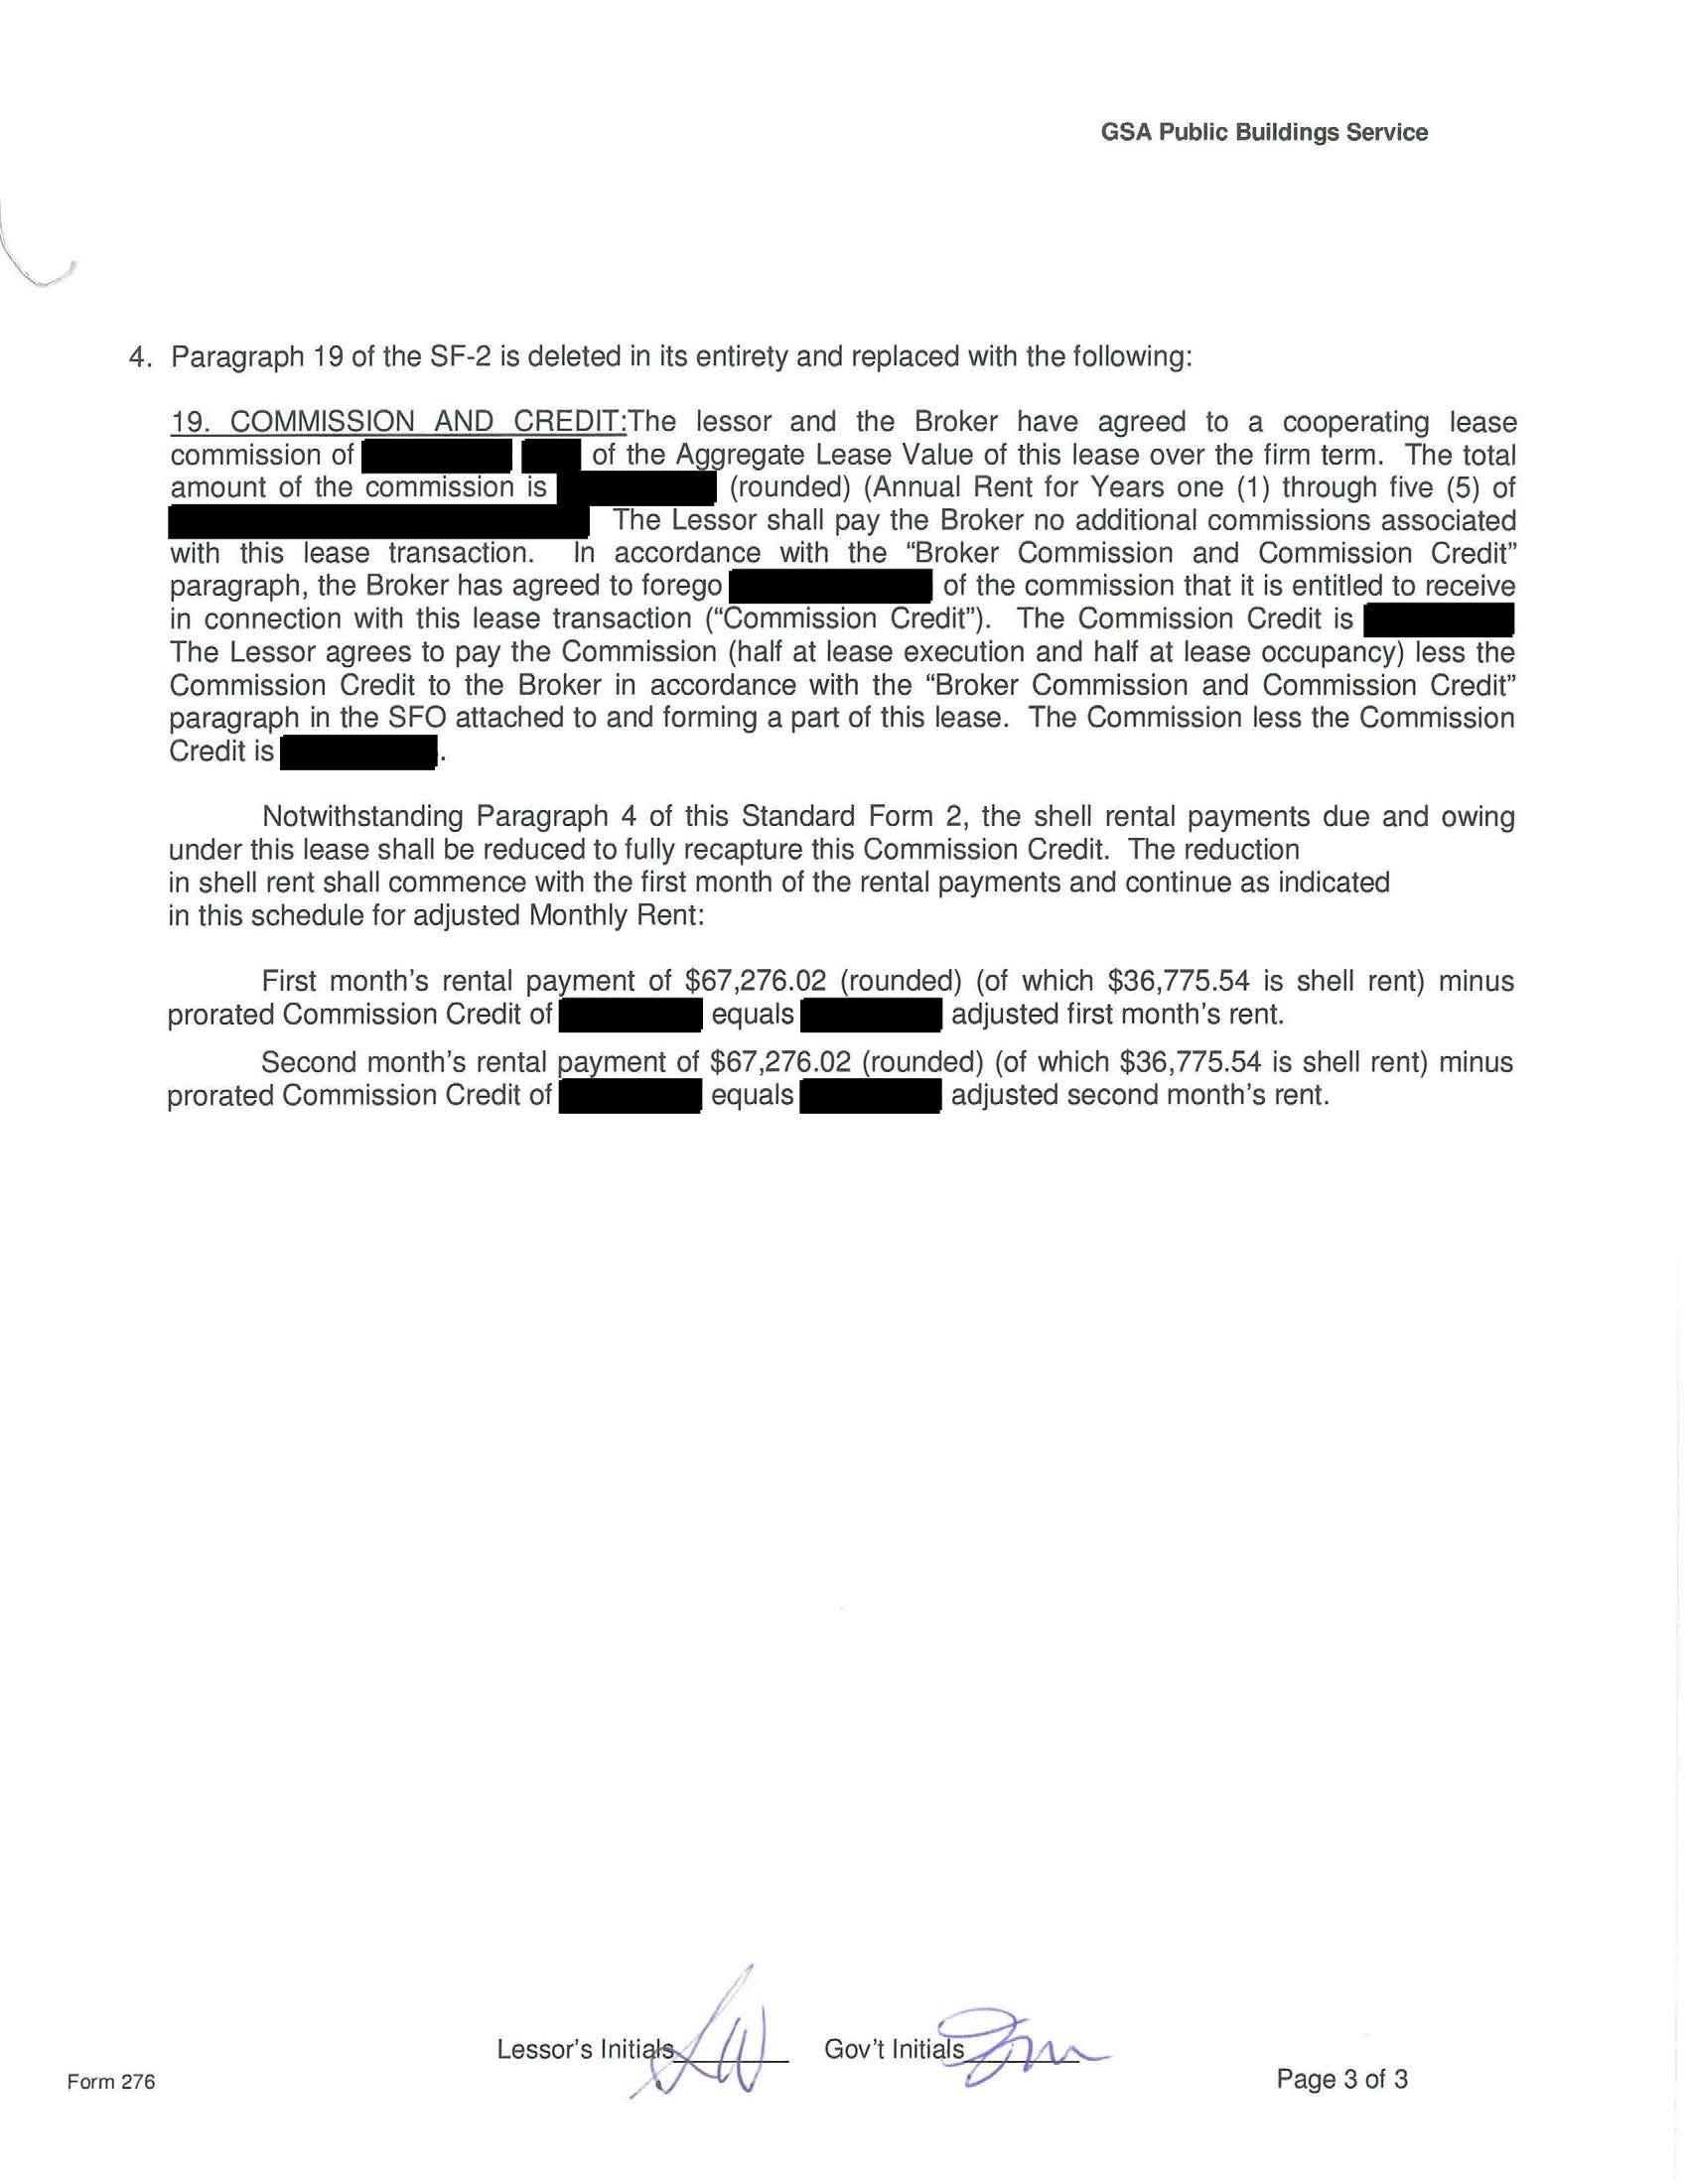 GSA Public Buildings Service
4. Paragraph 19 of the SF-2 is deleted in its entirety and replaced with the following:
19. COMMISSION AND CREDIT:The lessor and the Broker have agreed to a cooperating lease
commission of of the Aggregate Lease Value of this lease over the firm term. The total
amount of the commission is (rounded) (Annual Rent for Years one (1) through five (5) of
The Lessor shall pay the Broker no additional commissions associated
with this lease transaction. In accordance with the “Broker Commission and Commission Credit”
paragraph, the Broker has agreed to forego of the commission that it is entitled to receive
in connection with this lease transaction (“Commission Credit”). The Commission Credit is
The Lessor agrees to pay the Commission (half at lease execution and half at lease occupancy) less the
Commission Credit to the Broker in accordance with the “Broker Commission and Commission Credit”
paragraph in the SFO attached to and forming a part of this lease. The Commission less the Commission
Credit is .
Notwithstanding Paragraph 4 of this Standard Form 2, the shell rental payments due and owing
under this lease shall be reduced to fully recapture this Commission Credit. The reduction
in shell rent shall commence with the first month of the rental payments and continue as indicated
in this schedule for adjusted Monthly Rent:
First month’s rental payment of $67,276.02 (rounded) (of which $36,775.54 is shell rent) minus
prorated Commission Credit of equals adjusted first month’s rent.
Second month’s rental payment of $67,276.02 (rounded) (of which $36,775.54 is shell rent) minus
prorated Commission Credit of equals adjusted second month’s rent.
Lessor’s Initials Gov’t Initials
Form 276
Page 3 of 3